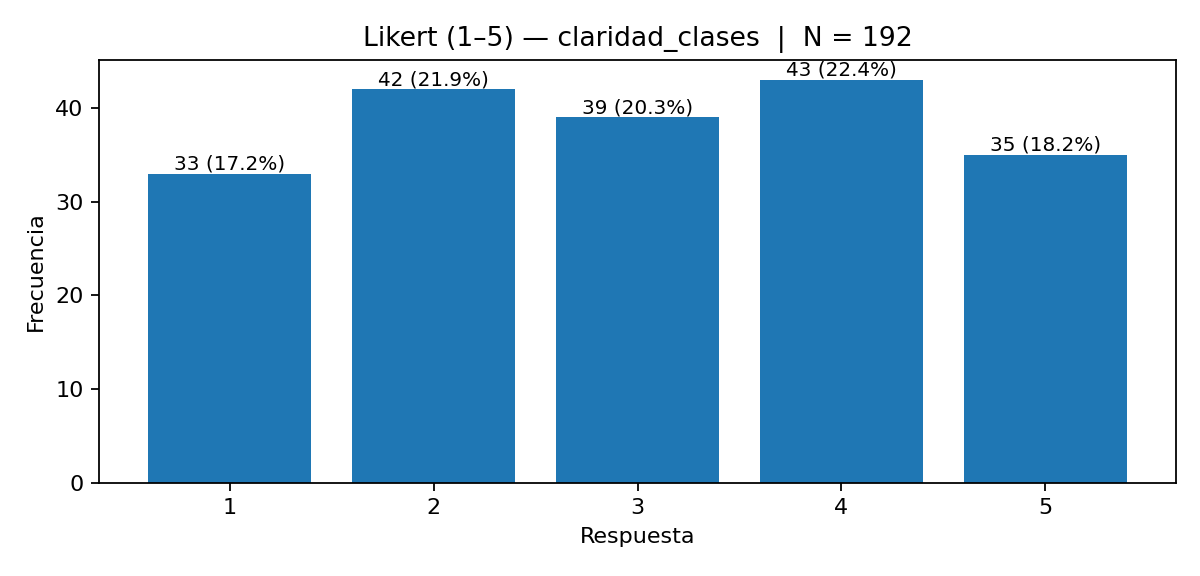 Likert (1–5) — claridad_clases | N = 192
43 (22.4%)
42 (21.9%)
39 (20.3%)
35 (18.2%)
33 (17.2%)
40
30
20
10
0
Frecuencia
1 2 3 4 5
Respuesta